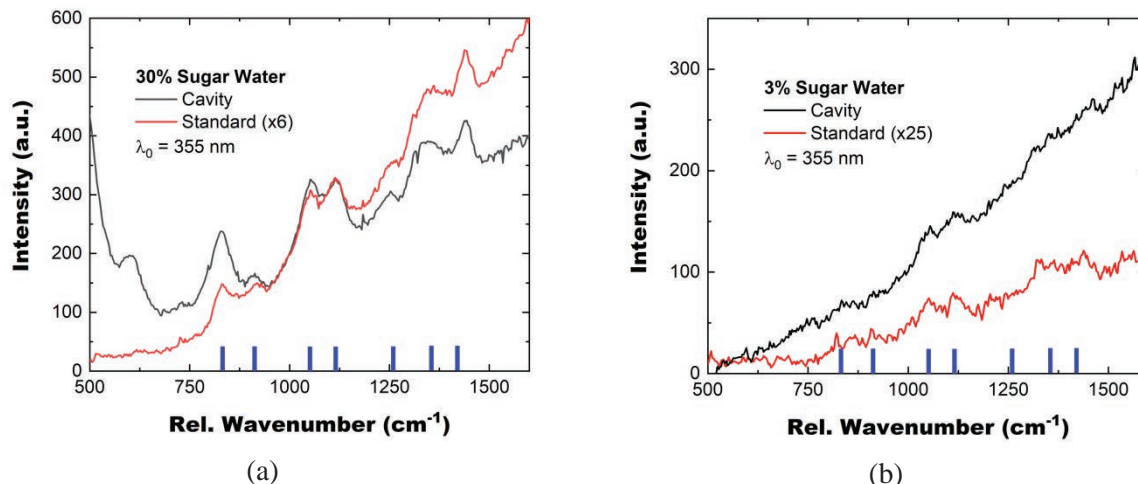 600
500
400
300
200
100
0
Intensity (a.u.)
30% Sugar Water
Cavity
Standard (x6)
λ0 = 355 nm
500 750 1000 1250 1500
Rel. Wavenumber (cm-1)
(a)
300
200
100
0
Intensity (a.u.)
3% Sugar Water
Cavity
Standard (x25)
λ0 = 355 nm
500 750 1000 1250 1500
Rel. Wavenumber (cm-1)
(b)